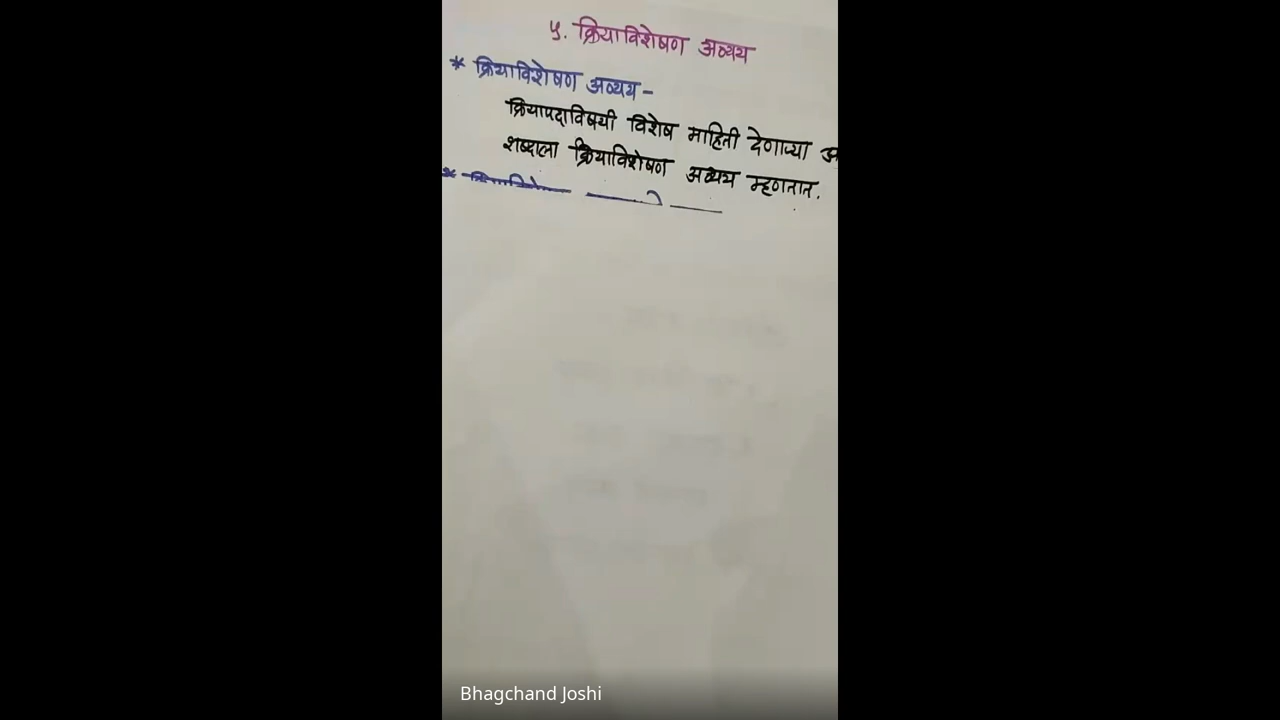 ५. क्रियाविशेषण अव्यय
* क्रियाविशेषण अव्यय -
क्रियापदाविषयी विशेष माहिती देणाऱ्या
शब्दाला क्रियाविशेषण अव्यय म्हणतात.
Bhagchand Joshi